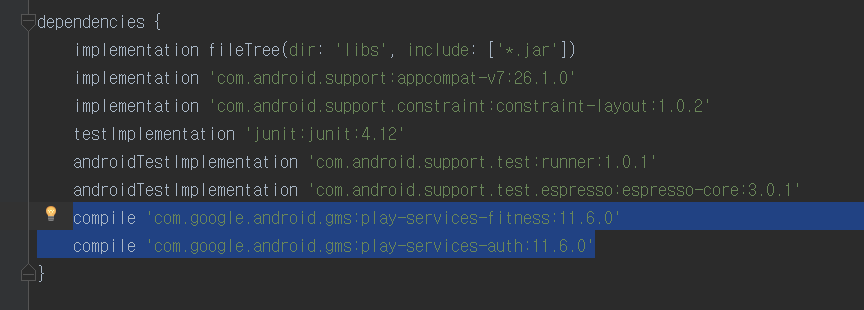 dependencies {
implementation fileTree(dir: 'libs', include: ['*.jar'])
implementation 'com.android.support:appcompat-v7:26.1.0'
implementation 'com.android.support.constraint:constraint-layout:1.0.2'
testImplementation 'junit:junit:4.12'
androidTestImplementation 'com.android.support.test:runner:1.0.1'
androidTestImplementation 'com.android.support.test.espresso:espresso-core:3.0.1'
compile 'com.google.android.gms:play-services-fitness:11.6.0'
compile 'com.google.android.gms:play-services-auth:11.6.0'
}